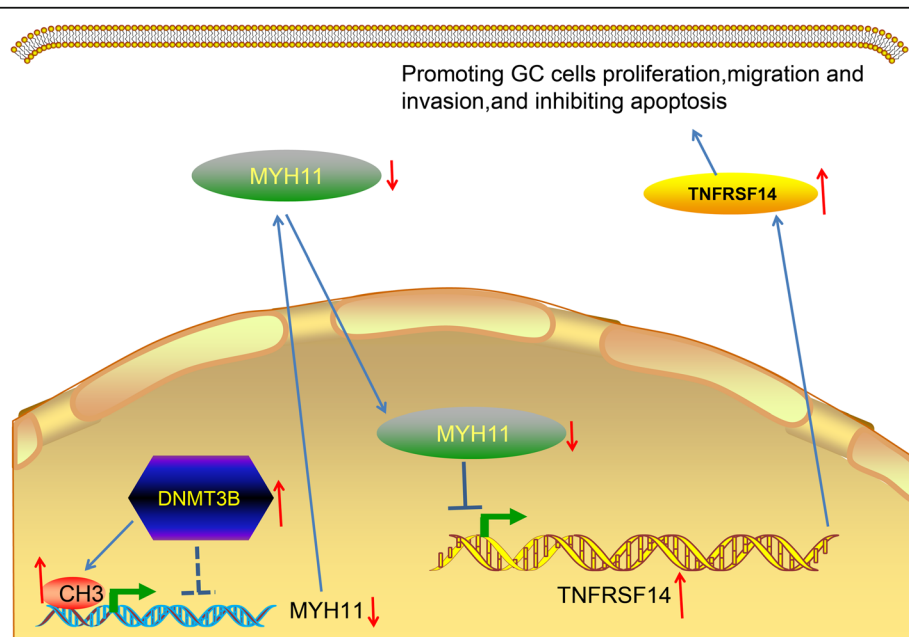 Promoting GC cells proliferation,migration and
invasion,and inhibiting apoptosis
MYH11
TNFRSF14
MYH11
DNMT3B
CH3
MYH11
TNFRSF14